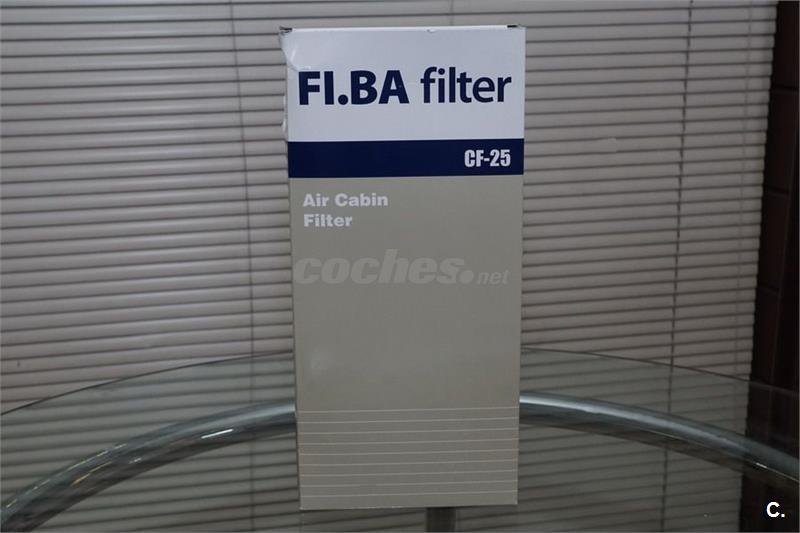 FI.BA filter
CF-25
Air Cabin
Filter
coches.net
C.